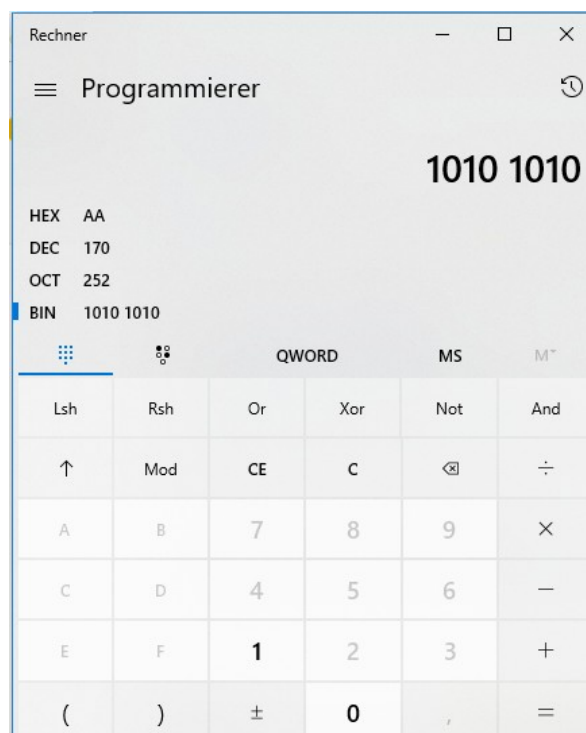 Rechner
Programmierer
1010 1010
HEX AA
DEC 170
OCT 252
BIN 1010 1010
QWORD MS M˅
Lsh Rsh Or Xor Not And
↑ Mod CE C ⌫ ÷
A B 7 8 9 ×
C D 4 5 6 −
E F 1 2 3 +
( ) ± 0 , =